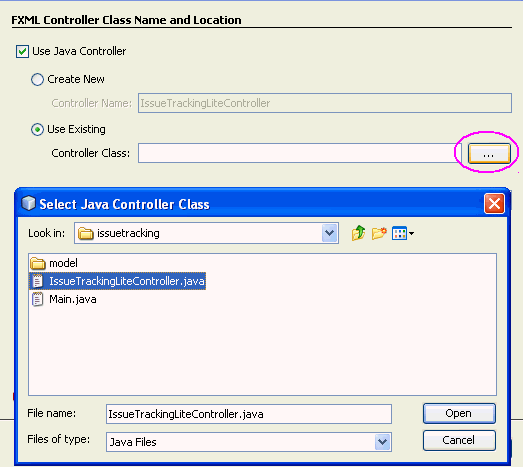 FXML Controller Class Name and Location
Use Java Controller
Create New
Controller Name: IssueTrackingLiteController
Use Existing
Controller Class:
...
Select Java Controller Class
Look in: issuetracking
model
IssueTrackingLiteController.java
Main.java
File name: IssueTrackingLiteController.java Open
Files of type: Java Files Cancel